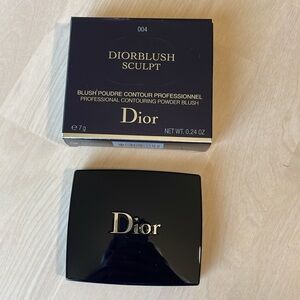 004
DIORBLUSH
SCULPT
BLUSH POUDRE CONTOUR PROFESSIONNEL
PROFESSIONAL CONTOURING POWDER BLUSH
Dior
e 7 g
NET WT. 0.24 OZ
Dior